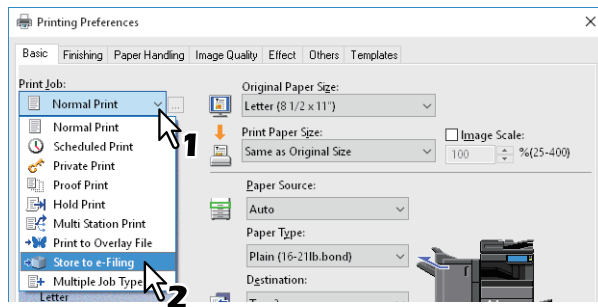 Printing Preferences
Basic Finishing Paper Handling Image Quality Effect Others Templates
Print Job:
Normal Print
...
1
Normal Print
Scheduled Print
Private Print
Proof Print
Hold Print
Multi Station Print
Print to Overlay File
Store to e-Filing
Multiple Job Type
2
Letter
Original Paper Size:
Letter (8 1/2 x 11")
Print Paper Size:
Same as Original Size
Image Scale:
100 %(25-400)
Paper Source:
Auto
Paper Type:
Plain (16-21lb.bond)
Destination: